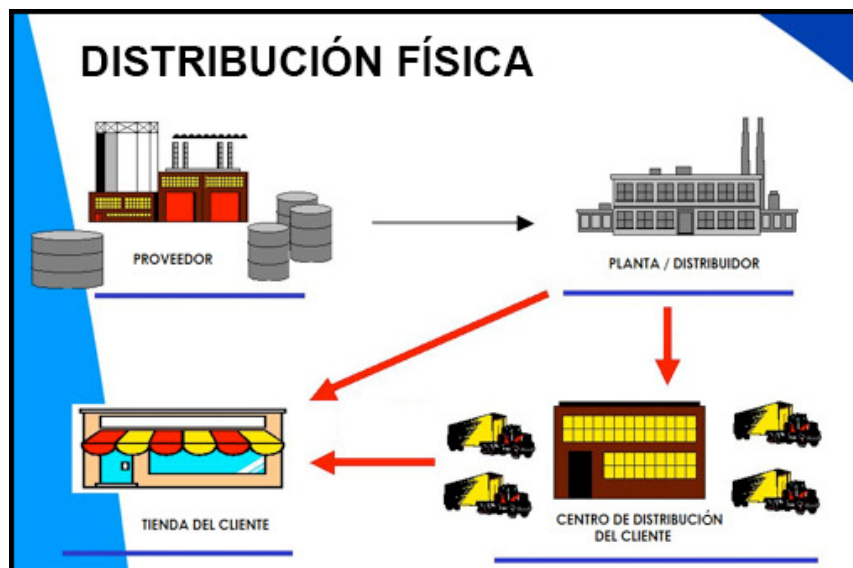 DISTRIBUCIÓN FÍSICA
PROVEEDOR
PLANTA / DISTRIBUIDOR
TIENDA DEL CLIENTE
CENTRO DE DISTRIBUCIÓN
DEL CLIENTE